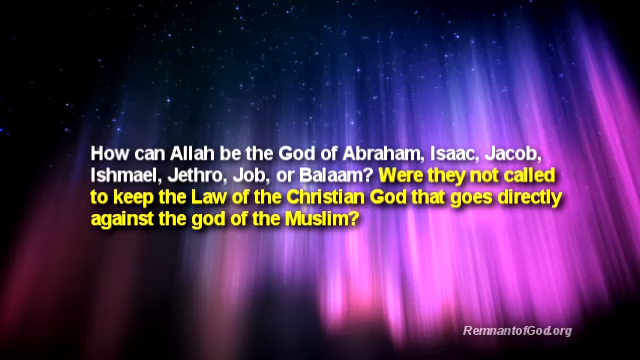 How can Allah be the God of Abraham, Isaac, Jacob,
Ishmael, Jethro, Job, or Balaam? Were they not called
to keep the Law of the Christian God that goes directly
against the god of the Muslim?
RemnantofGod.org